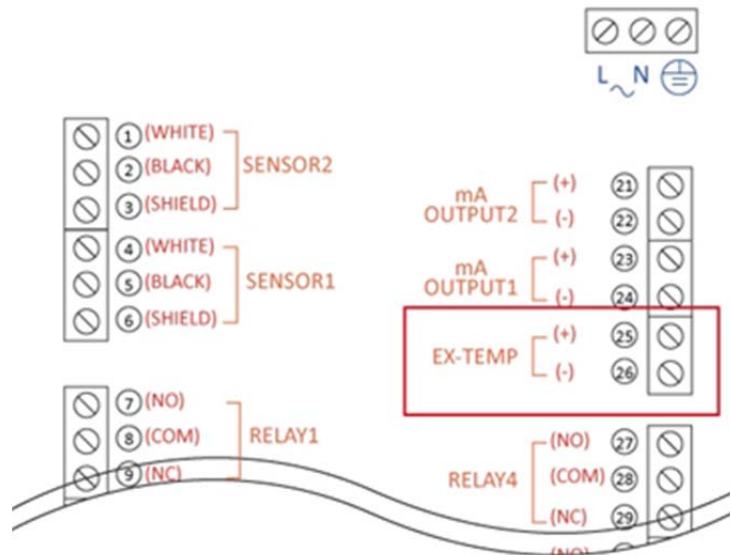 L N
1 (WHITE)
2 (BLACK) SENSOR2
3 (SHIELD)
4 (WHITE)
5 (BLACK) SENSOR1
6 (SHIELD)
7 (NO)
8 (COM) RELAY1
9 (NC)
mA OUTPUT2 (+) 21
(-) 22
mA OUTPUT1 (+) 23
(-) 24
EX-TEMP (+) 25
(-) 26
(NO) 27
RELAY4 (COM) 28
(NC) 29
(NO)